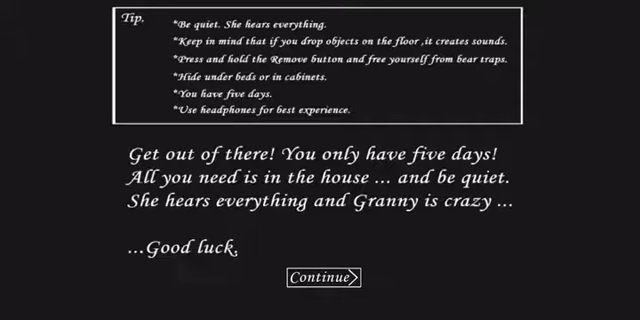 Tip.
*Be quiet. She hears everything.
*Keep in mind that if you drop objects on the floor ,it creates sounds.
*Press and hold the Remove button and free yourself from bear traps.
*Hide under beds or in cabinets.
*You have five days.
*Use headphones for best experience.
Get out of there! You only have five days!
All you need is in the house ... and be quiet.
She hears everything and Granny is crazy ...
...Good luck.
Continue